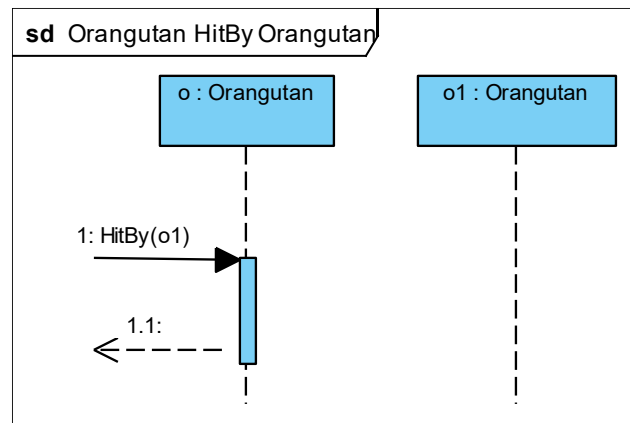 sd Orangutan HitBy Orangutan
o : Orangutan
o1 : Orangutan
1: HitBy(o1)
1.1: